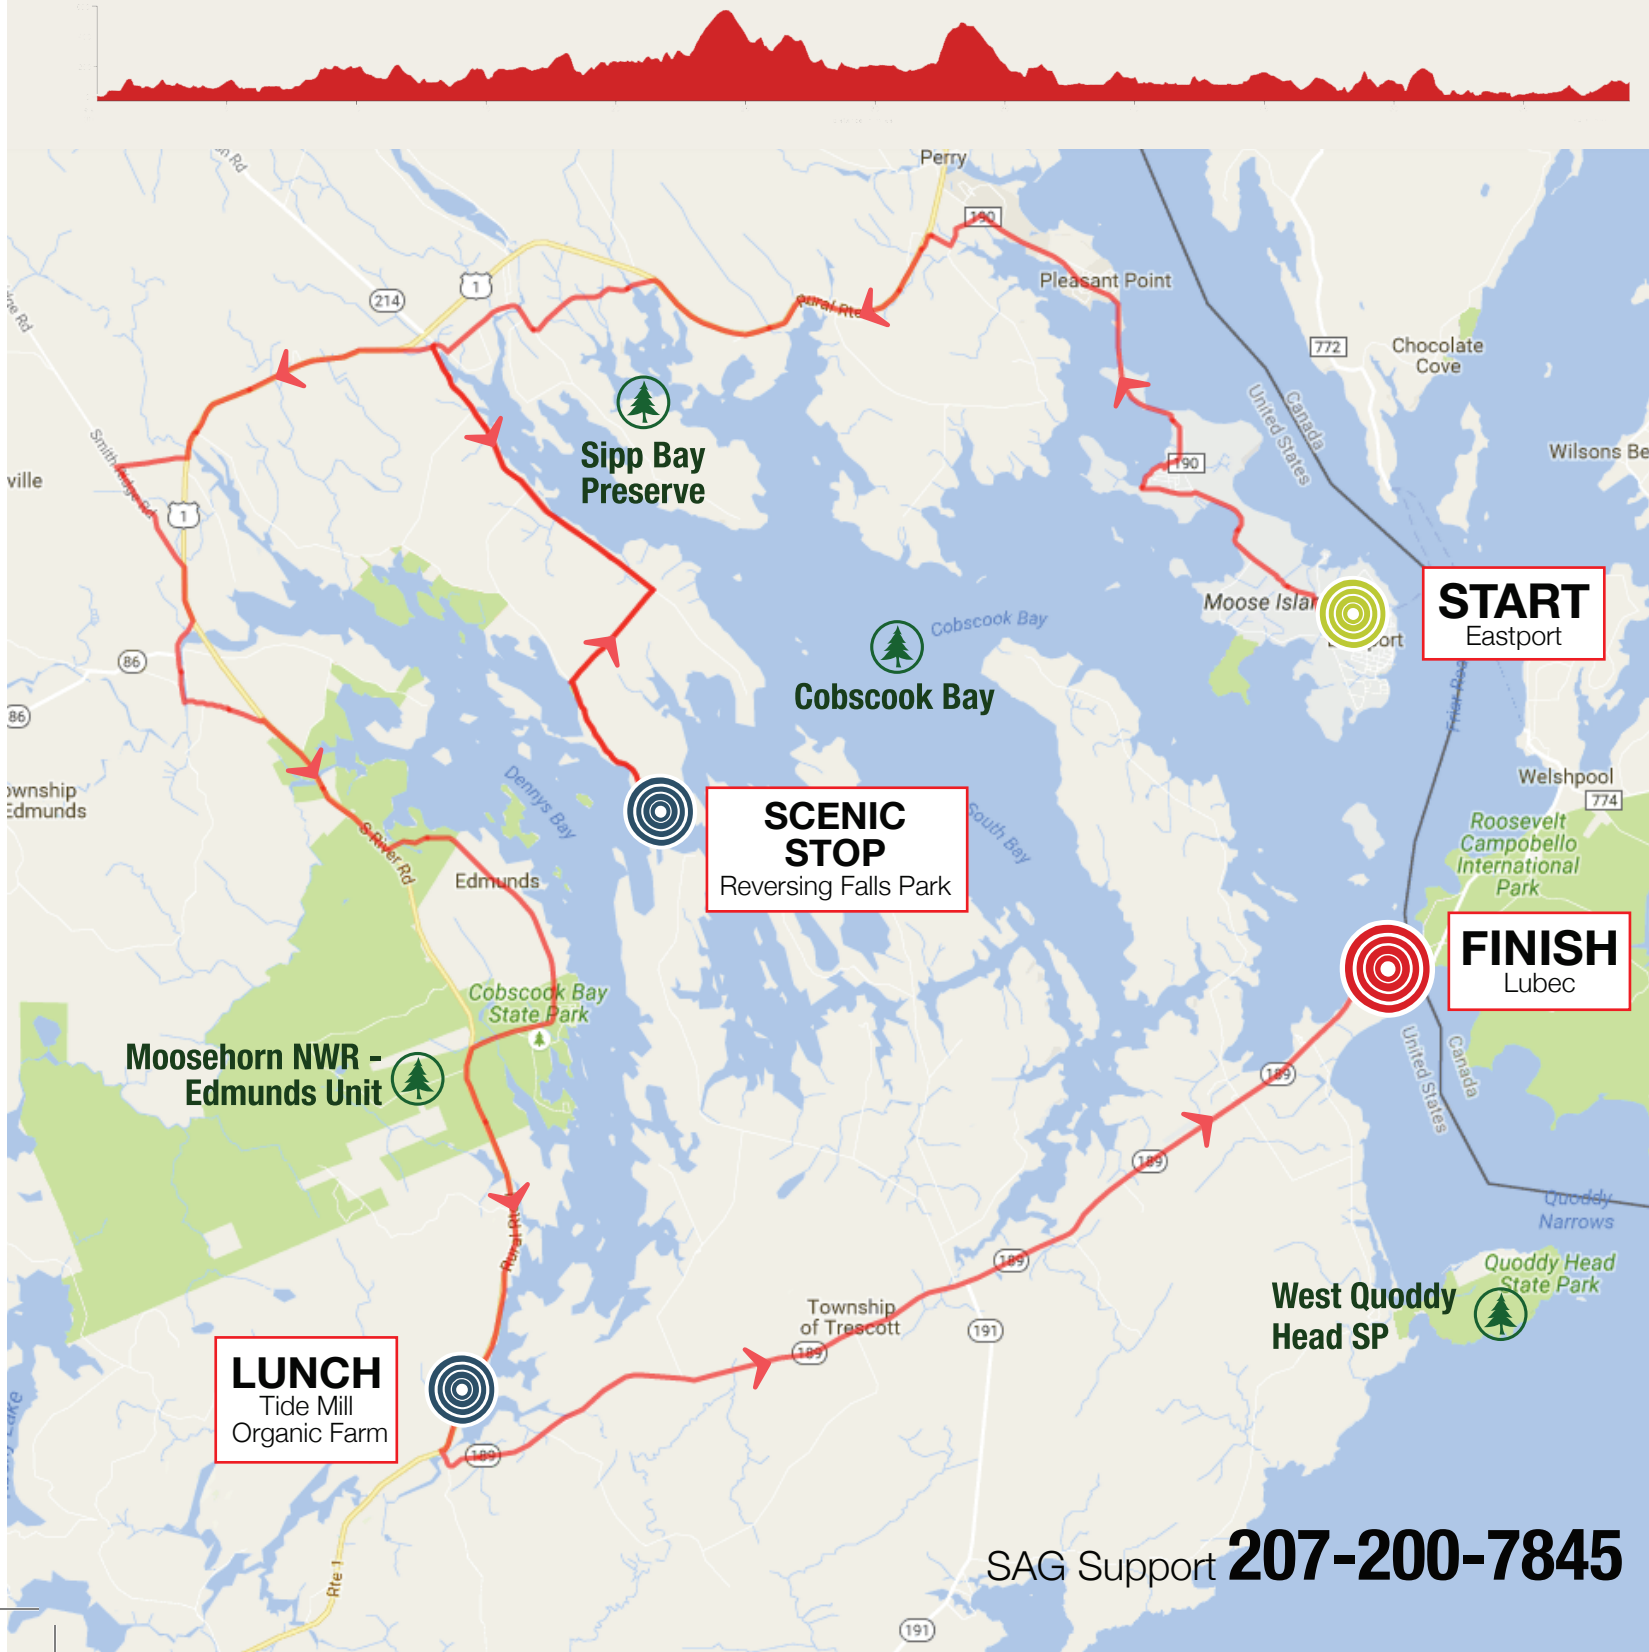 Perry
190
Pleasant Point
1
214
Rural Rte
772
Chocolate
Cove
Canada
United States
Sipp Bay
Preserve
Smith Ridge Rd
190
Wilsons Be
ville
1
START
Eastport
Moose Islan
port
Cobscook Bay
Cobscook Bay
86
86
Welshpool
774
Dennys Bay
SCENIC
STOP
Reversing Falls Park
South Bay
ownship
Edmunds
Roosevelt
Campobello
International
Park
S River Rd
Edmunds
FINISH
Lubec
Cobscook Bay
State Park
Moosehorn NWR -
Edmunds Unit
189
United States
Canada
189
Quoddy
Narrows
189
Quoddy Head
State Park
West Quoddy
Head SP
Township
of Trescott
191
189
LUNCH
Tide Mill
Organic Farm
189
Rte 1
SAG Support 207-200-7845
191